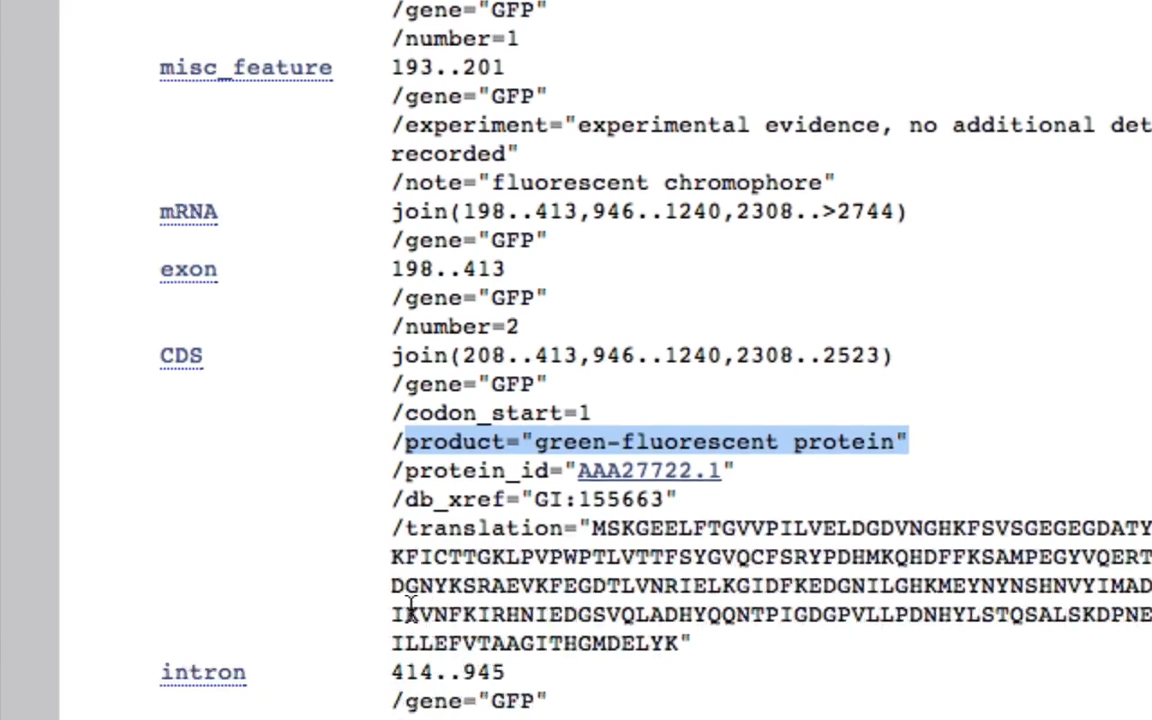 /gene="GFP"
/number=1
misc_feature 193..201
/gene="GFP"
/experiment="experimental evidence, no additional det
recorded"
/note="fluorescent chromophore"
mRNA join(198..413,946..1240,2308..>2744)
/gene="GFP"
exon 198..413
/gene="GFP"
/number=2
CDS join(208..413,946..1240,2308..2523)
/gene="GFP"
/codon_start=1
/product="green-fluorescent protein"
/protein_id="AAA27722.1"
/db_xref="GI:155663"
/translation="MSKGEELFTGVVPILVELDGDVNGHKFSVSGEGEGDATY
KFICTTGKLPVPWPTLVTTFSYGVQCFSRYPDHMKQHDFFKSAMPEGYVQERT
DGNYKSRAEVKFEGDTLVNRIELKGIDFKEDGNILGHKMEYNYNSHNVYIMAD
IKVNFKIRHNIEDGSVQLADHYQQNTPIGDGPVLLPDNHYLSTQSALSKDPNE
ILLEFVTAAGITHGMDELYK"
intron 414..945
/gene="GFP"